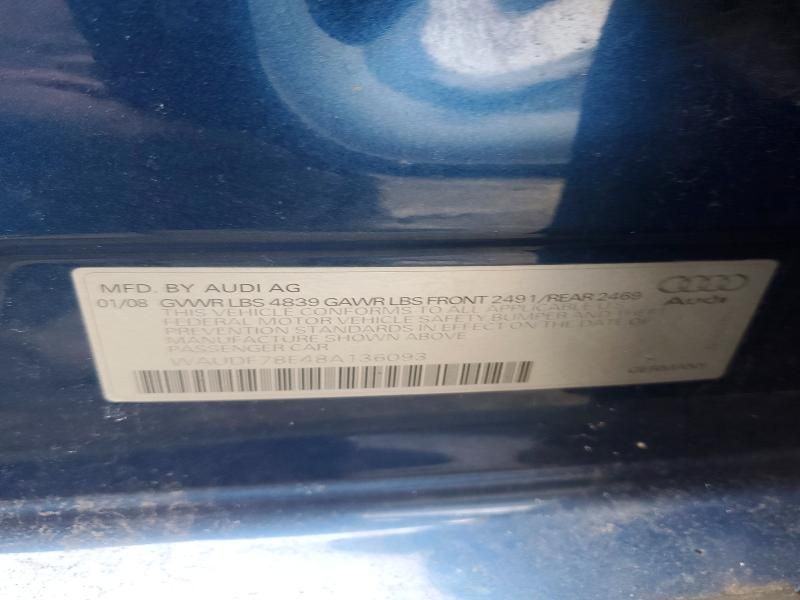 MFD. BY AUDI AG
01/08 GVWR LBS 4839 GAWR LBS FRONT 2491/REAR 2469
THIS VEHICLE CONFORMS TO ALL APPLICABLE U.S.
FEDERAL MOTOR VEHICLE SAFETY BUMPER AND THEFT
PREVENTION STANDARDS IN EFFECT ON THE DATE OF
MANUFACTURE SHOWN ABOVE
PASSENGER CAR
WAUDF78E48A136093
Audi
GERMANY